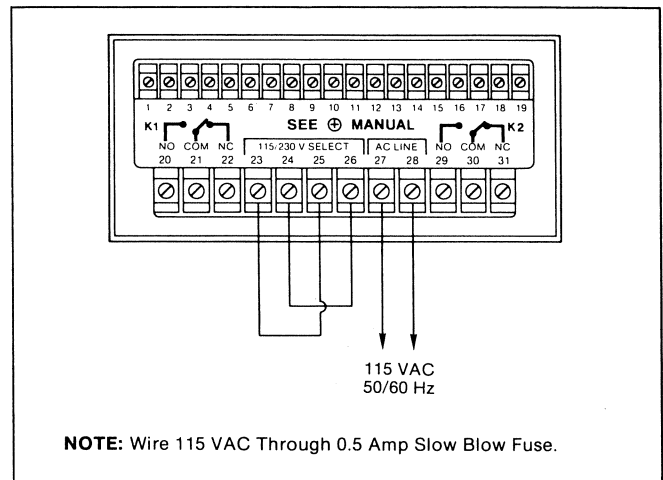 1 2 3 4 5 6 7 8 9 10 11 12 13 14 15 16 17 18 19
K1 SEE ⊕ MANUAL K2
NO COM NC 115/230 V SELECT AC LINE NO COM NC
20 21 22 23 24 25 26 27 28 29 30 31
115 VAC
50/60 Hz
NOTE: Wire 115 VAC Through 0.5 Amp Slow Blow Fuse.